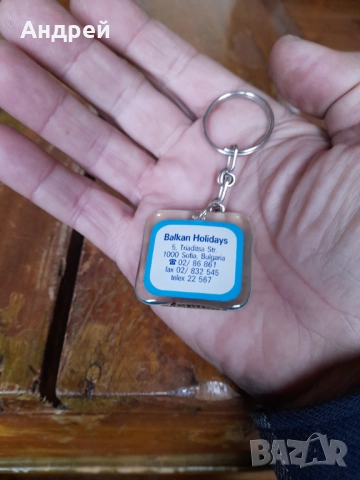 Андрей
Balkan Holidays
5, Triaditsa Str.
1000 Sofia, Bulgaria
☎ 02/ 86 861
fax 02/ 832 545
telex 22 567
BAZAR